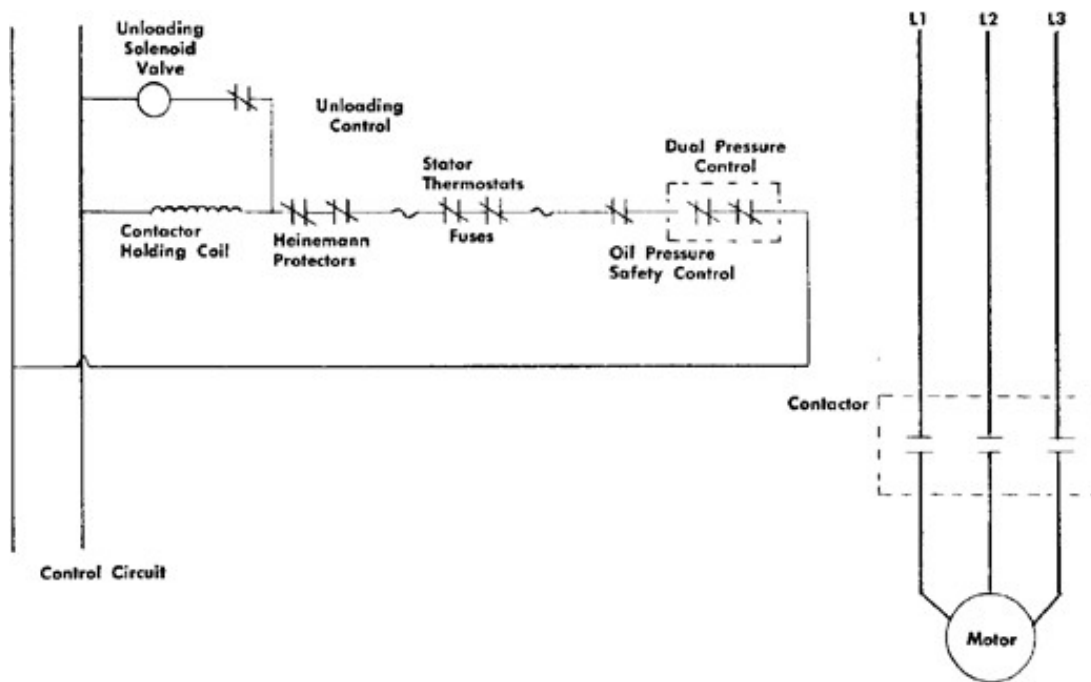 Unloading
Solenoid
Valve
Unloading
Control
Stator
Thermostats
Dual Pressure
Control
Contactor
Holding Coil
Heinemann
Protectors
Fuses
Oil Pressure
Safety Control
Control Circuit
L1
L2
L3
Contactor
Motor